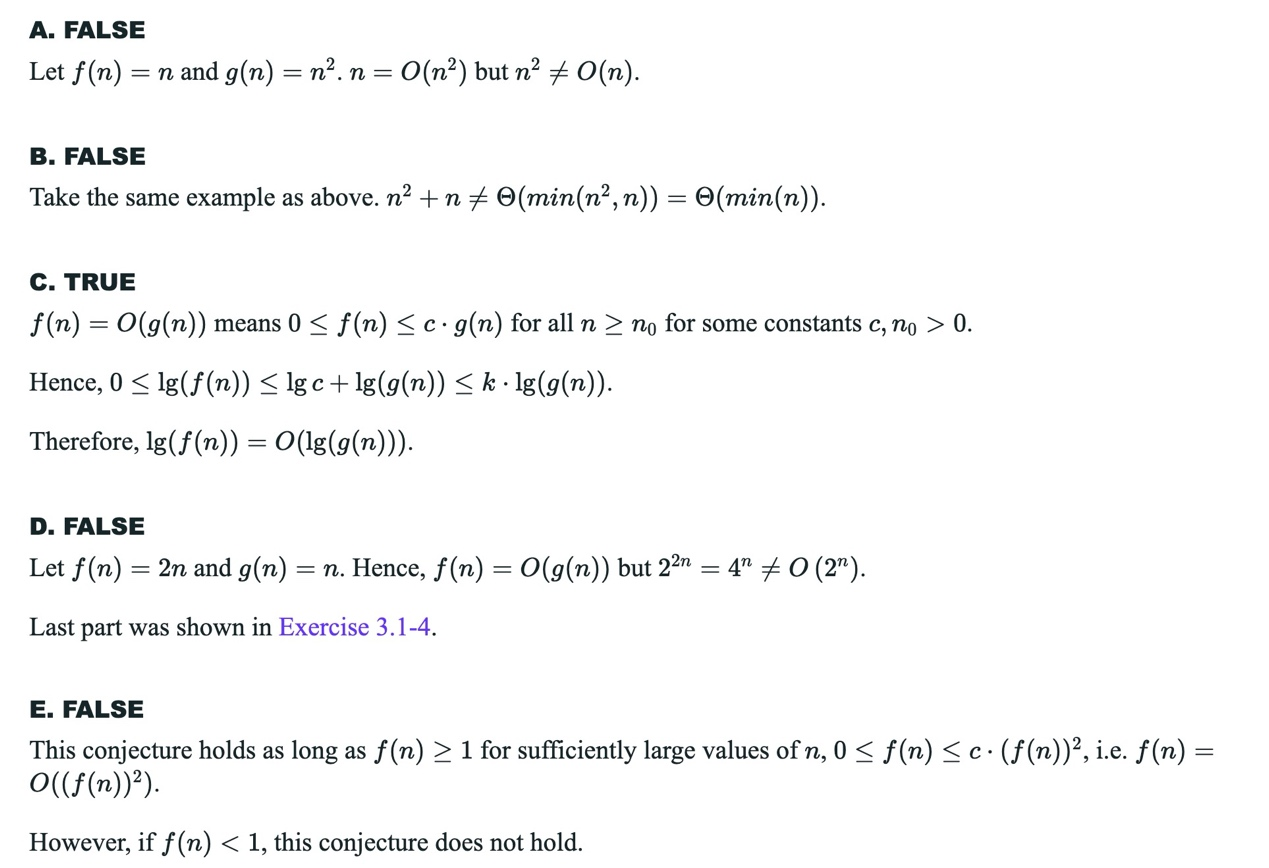 A. FALSE
Let f(n) = n and g(n) = n². n = O(n²) but n² ≠ O(n).
B. FALSE
Take the same example as above. n² + n ≠ Θ(min(n², n)) = Θ(min(n)).
C. TRUE
f(n) = O(g(n)) means 0 ≤ f(n) ≤ c · g(n) for all n ≥ n₀ for some constants c, n₀ > 0.
Hence, 0 ≤ lg(f(n)) ≤ lg c + lg(g(n)) ≤ k · lg(g(n)).
Therefore, lg(f(n)) = O(lg(g(n))).
D. FALSE
Let f(n) = 2n and g(n) = n. Hence, f(n) = O(g(n)) but 2²ⁿ = 4ⁿ ≠ O (2ⁿ).
Last part was shown in Exercise 3.1-4.
E. FALSE
This conjecture holds as long as f(n) ≥ 1 for sufficiently large values of n, 0 ≤ f(n) ≤ c · (f(n))², i.e. f(n) =
O((f(n))²).
However, if f(n) < 1, this conjecture does not hold.